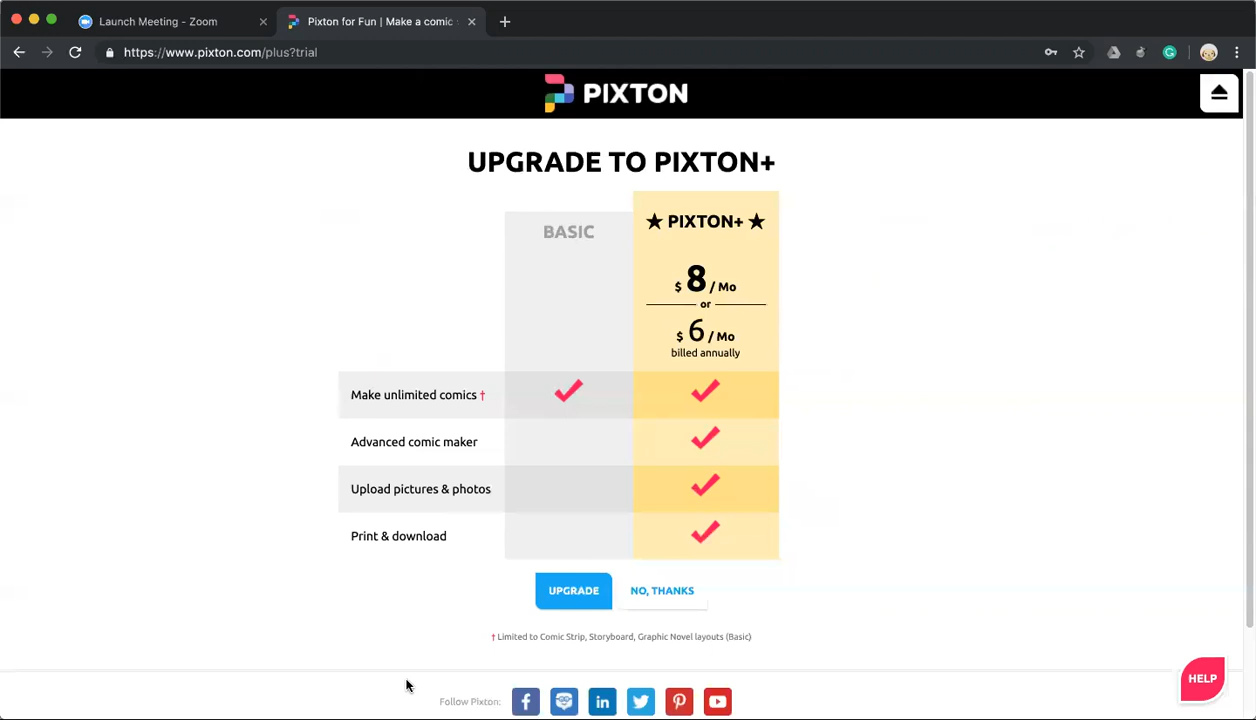 Launch Meeting - Zoom
Pixton for Fun | Make a comic
https://www.pixton.com/plus?trial
PIXTON
UPGRADE TO PIXTON+
BASIC
★ PIXTON+ ★
$ 8 / Mo
or
$ 6 / Mo
billed annually
Make unlimited comics †
Advanced comic maker
Upload pictures & photos
Print & download
UPGRADE
NO, THANKS
† Limited to Comic Strip, Storyboard, Graphic Novel layouts (Basic)
HELP
Follow Pixton: